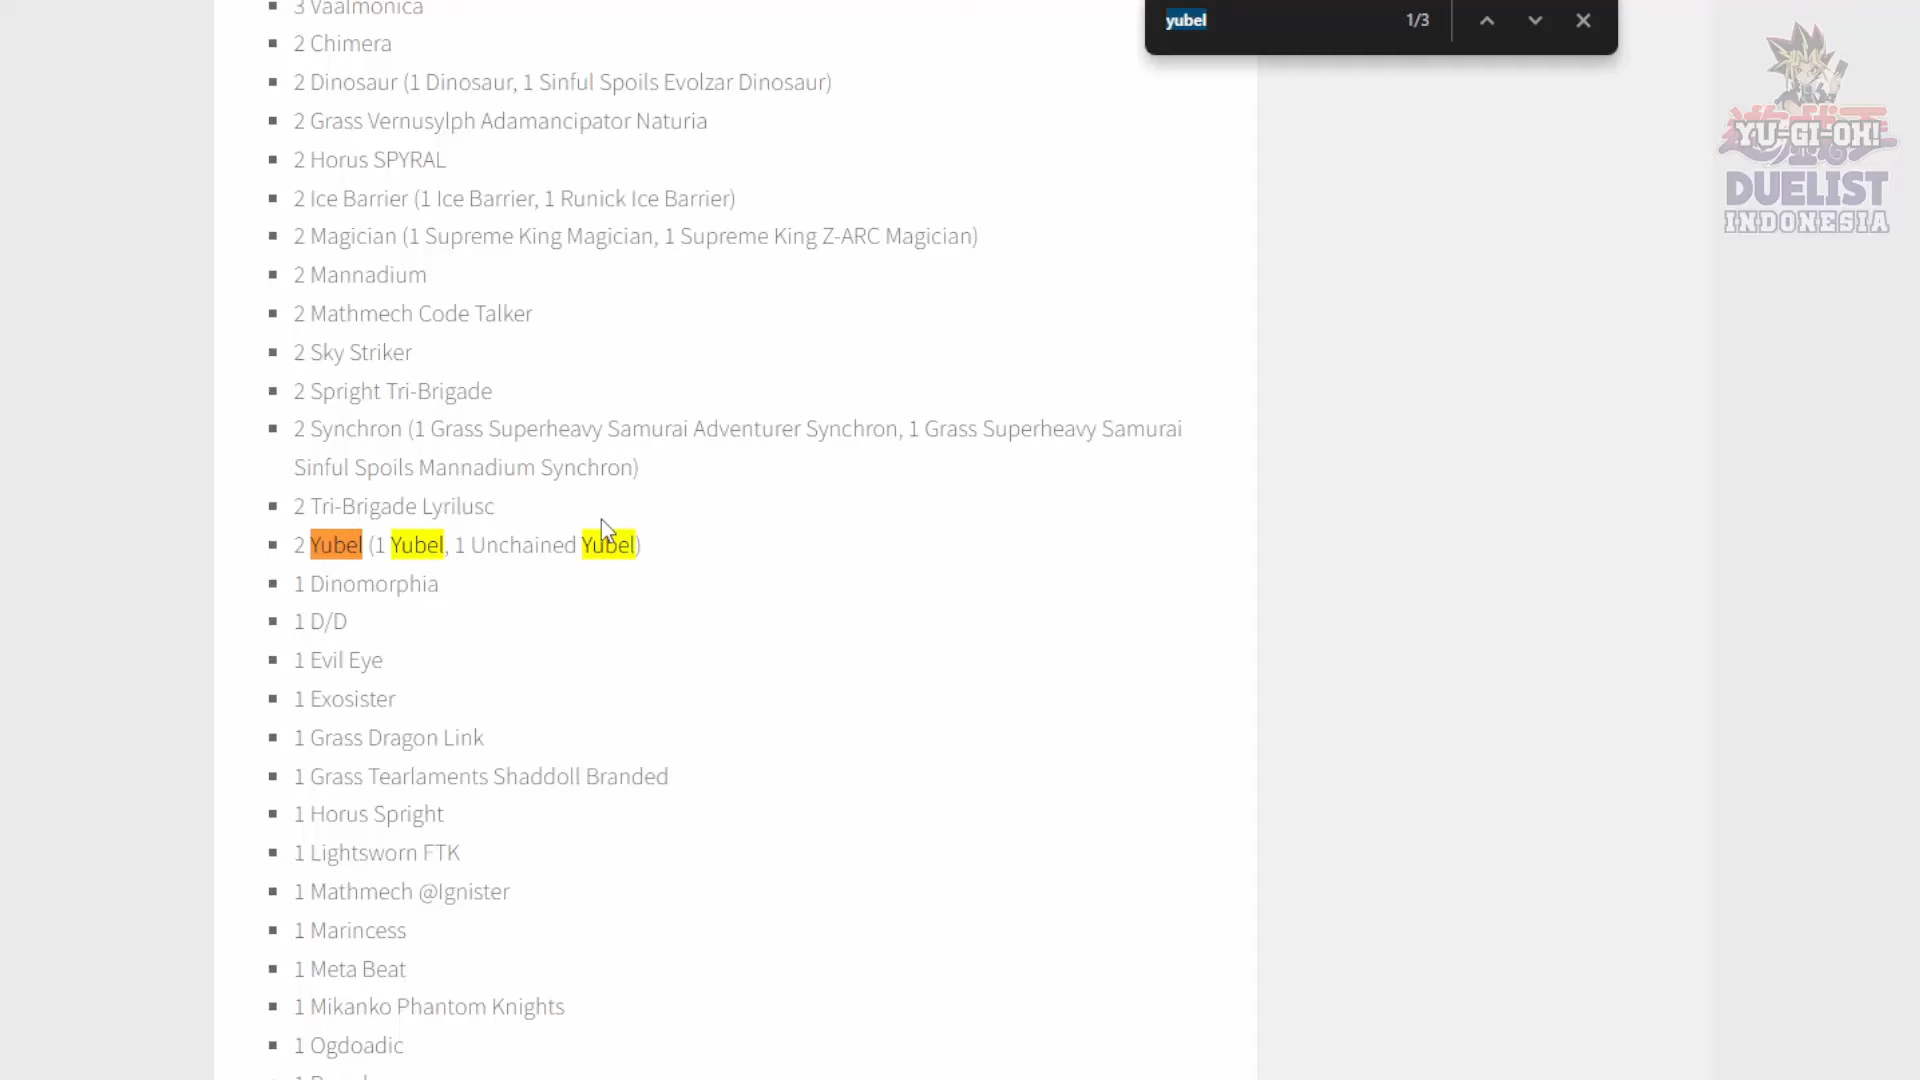 3 Vaalmonica
2 Chimera
2 Dinosaur (1 Dinosaur, 1 Sinful Spoils Evolzar Dinosaur)
2 Grass Vernusylph Adamancipator Naturia
2 Horus SPYRAL
2 Ice Barrier (1 Ice Barrier, 1 Runick Ice Barrier)
2 Magician (1 Supreme King Magician, 1 Supreme King Z-ARC Magician)
2 Mannadium
2 Mathmech Code Talker
2 Sky Striker
2 Spright Tri-Brigade
2 Synchron (1 Grass Superheavy Samurai Adventurer Synchron, 1 Grass Superheavy Samurai
Sinful Spoils Mannadium Synchron)
2 Tri-Brigade Lyrilusc
2 Yubel (1 Yubel, 1 Unchained Yubel)
1 Dinomorphia
1 D/D
1 Evil Eye
1 Exosister
1 Grass Dragon Link
1 Grass Tearlaments Shaddoll Branded
1 Horus Spright
1 Lightsworn FTK
1 Mathmech @Ignister
1 Marincess
1 Meta Beat
1 Mikanko Phantom Knights
1 Ogdoadic
yubel
1/3
遊戯王
YU-GI-OH!
DUELIST
INDONESIA